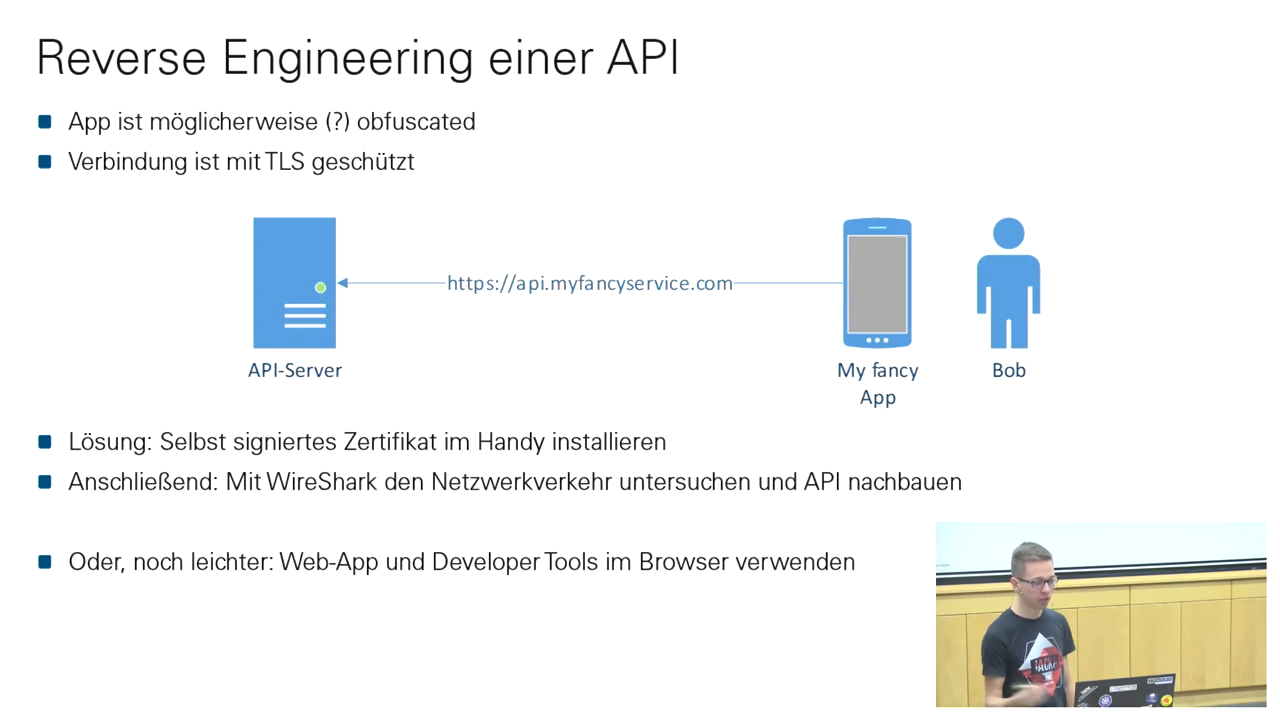 Reverse Engineering einer API
App ist möglicherweise (?) obfuscated
Verbindung ist mit TLS geschützt
https://api.myfancyservice.com
API-Server
My fancy
App
Bob
Lösung: Selbst signiertes Zertifikat im Handy installieren
Anschließend: Mit WireShark den Netzwerkverkehr untersuchen und API nachbauen
Oder, noch leichter: Web-App und Developer Tools im Browser verwenden